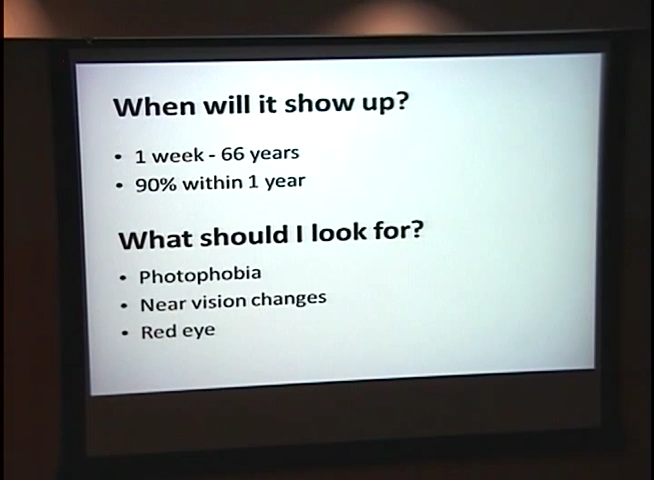 When will it show up?
• 1 week - 66 years
• 90% within 1 year
What should I look for?
• Photophobia
• Near vision changes
• Red eye